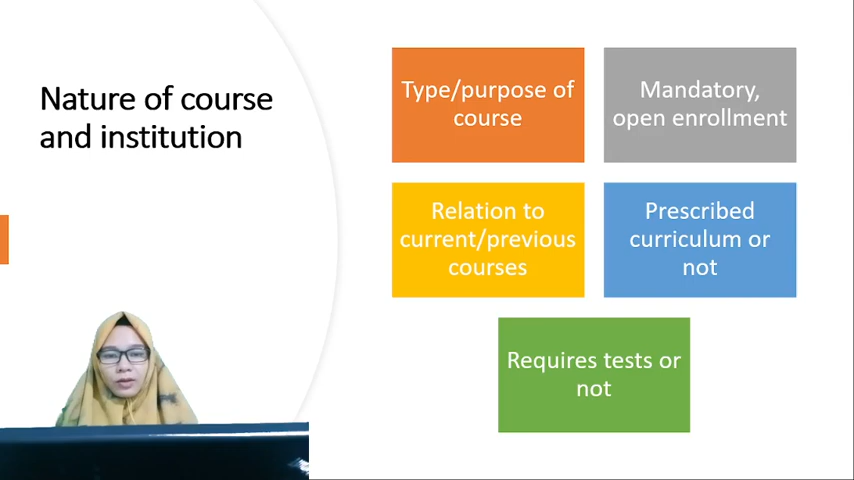 Nature of course
and institution
Type/purpose of
course
Mandatory,
open enrollment
Relation to
current/previous
courses
Prescribed
curriculum or
not
Requires tests or
not